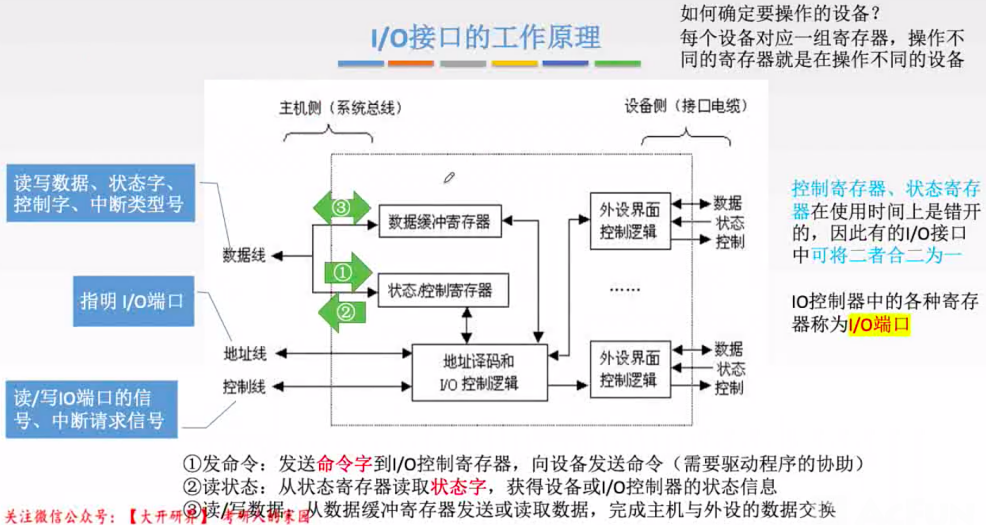 I/O接口的工作原理
如何确定要操作的设备？
每个设备对应一组寄存器，操作不
同的寄存器就是在操作不同的设备
主机侧（系统总线）
设备侧（接口电缆）
读写数据、状态字、
控制字、中断类型号
③
数据缓冲寄存器
外设界面
控制逻辑
数据
状态
控制
数据线
①
状态/控制寄存器
②
......
指明 I/O端口
地址线
控制线
地址译码和
I/O 控制逻辑
外设界面
控制逻辑
数据
状态
控制
读/写IO端口的信
号、中断请求信号
控制寄存器、状态寄存
器在使用时间上是错开
的，因此有的I/O接口
中可将二者合二为一
IO控制器中的各种寄存
器称为I/O端口
①发命令：发送命令字到I/O控制寄存器，向设备发送命令（需要驱动程序的协助）
②读状态：从状态寄存器读取状态字，获得设备或I/O控制器的状态信息
③读/写数据：从数据缓冲寄存器发送或读取数据，完成主机与外设的数据交换
关注微信公众号：【大开研界】 考研人的家园